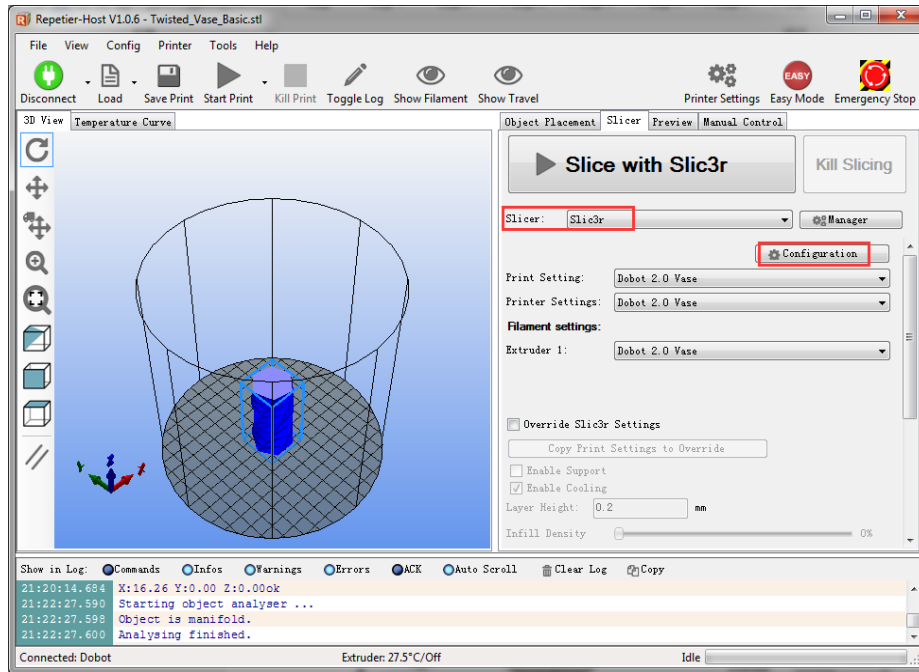 Repetier-Host V1.0.6 - Twisted_Vase_Basic.stl
File View Config Printer Tools Help
Disconnect Load Save Print Start Print Kill Print Toggle Log Show Filament Show Travel Printer Settings Easy Mode Emergency Stop
EASY
3D View Temperature Curve
Object Placement Slicer Preview Manual Control
Slice with Slic3r Kill Slicing
Slicer: Slic3r Manager
Configuration
Print Setting: Dobot 2.0 Vase
Printer Settings: Dobot 2.0 Vase
Filament settings:
Extruder 1: Dobot 2.0 Vase
Override Slic3r Settings
Copy Print Settings to Override
Enable Support
Enable Cooling
Layer Height: 0.2 mm
Infill Density 0%
Show in Log: Commands Infos Warnings Errors ACK Auto Scroll Clear Log Copy
21:20:14.684 X:16.26 Y:0.00 Z:0.00ok
21:22:27.590 Starting object analyser ...
21:22:27.598 Object is manifold.
21:22:27.600 Analysing finished.
Connected: Dobot Extruder: 27.5°C/Off Idle